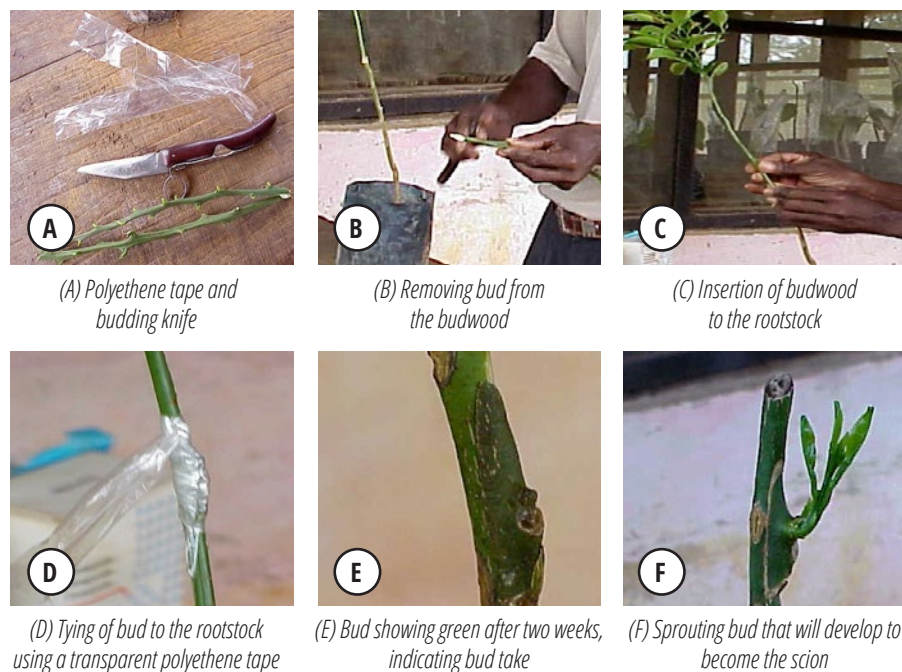 A
B
C
(A) Polyethene tape and
budding knife
(B) Removing bud from
the budwood
(C) Insertion of budwood
to the rootstock
D
E
F
(D) Tying of bud to the rootstock
using a transparent polyethene tape
(E) Bud showing green after two weeks,
indicating bud take
(F) Sprouting bud that will develop to
become the scion